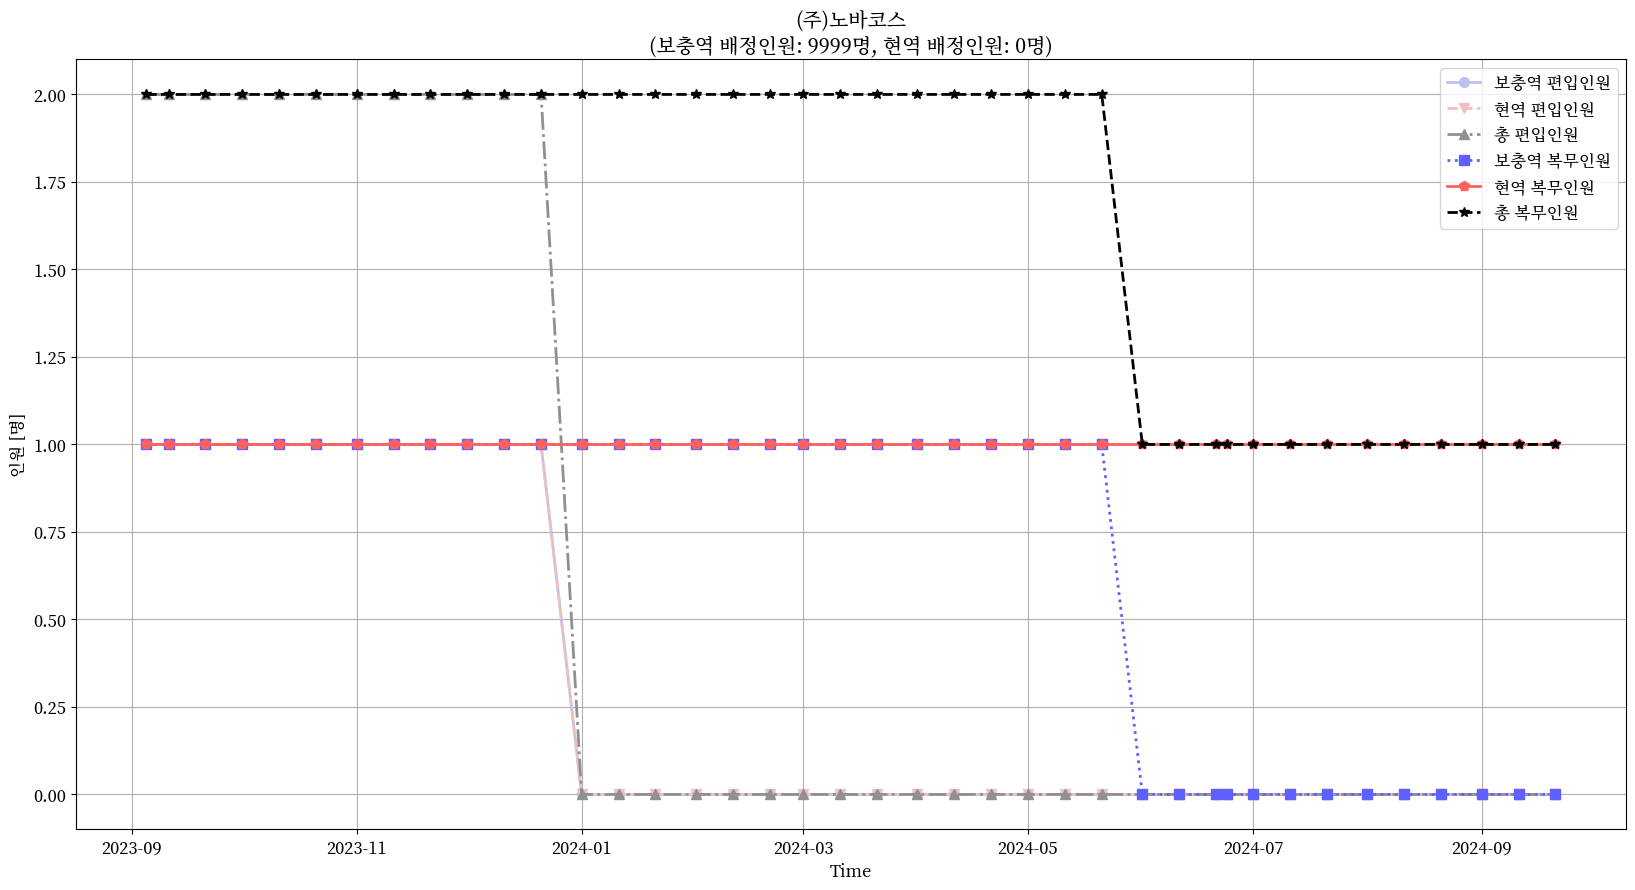 (주)노바코스
(보충역 배정인원: 9999명, 현역 배정인원: 0명)
보충역 편입인원
현역 편입인원
총 편입인원
보충역 복무인원
현역 복무인원
총 복무인원
인원 [명]
2.00
1.75
1.50
1.25
1.00
0.75
0.50
0.25
0.00
2023-09
2023-11
2024-01
2024-03
2024-05
2024-07
2024-09
Time